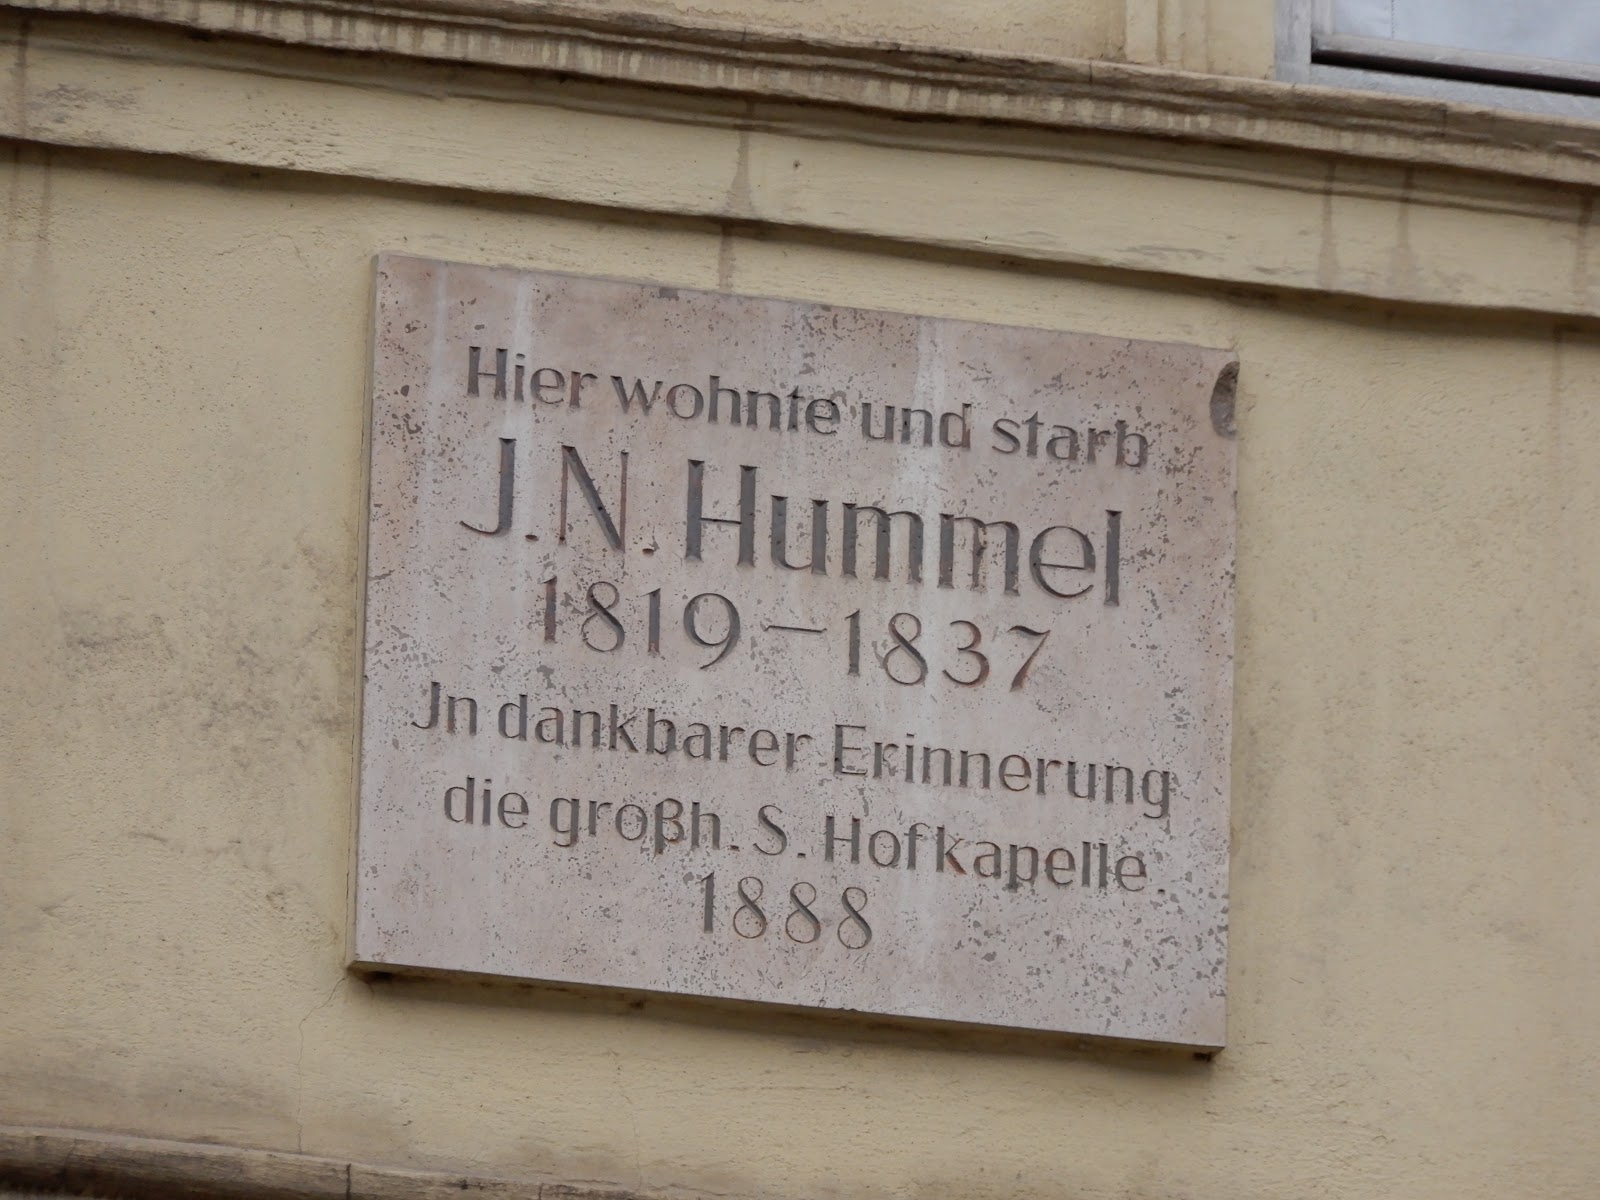 Hier wohnte und starb
J.N. Hummel
1819–1837
Jn dankbarer Erinnerung
die großh. S. Hofkapelle.
1888